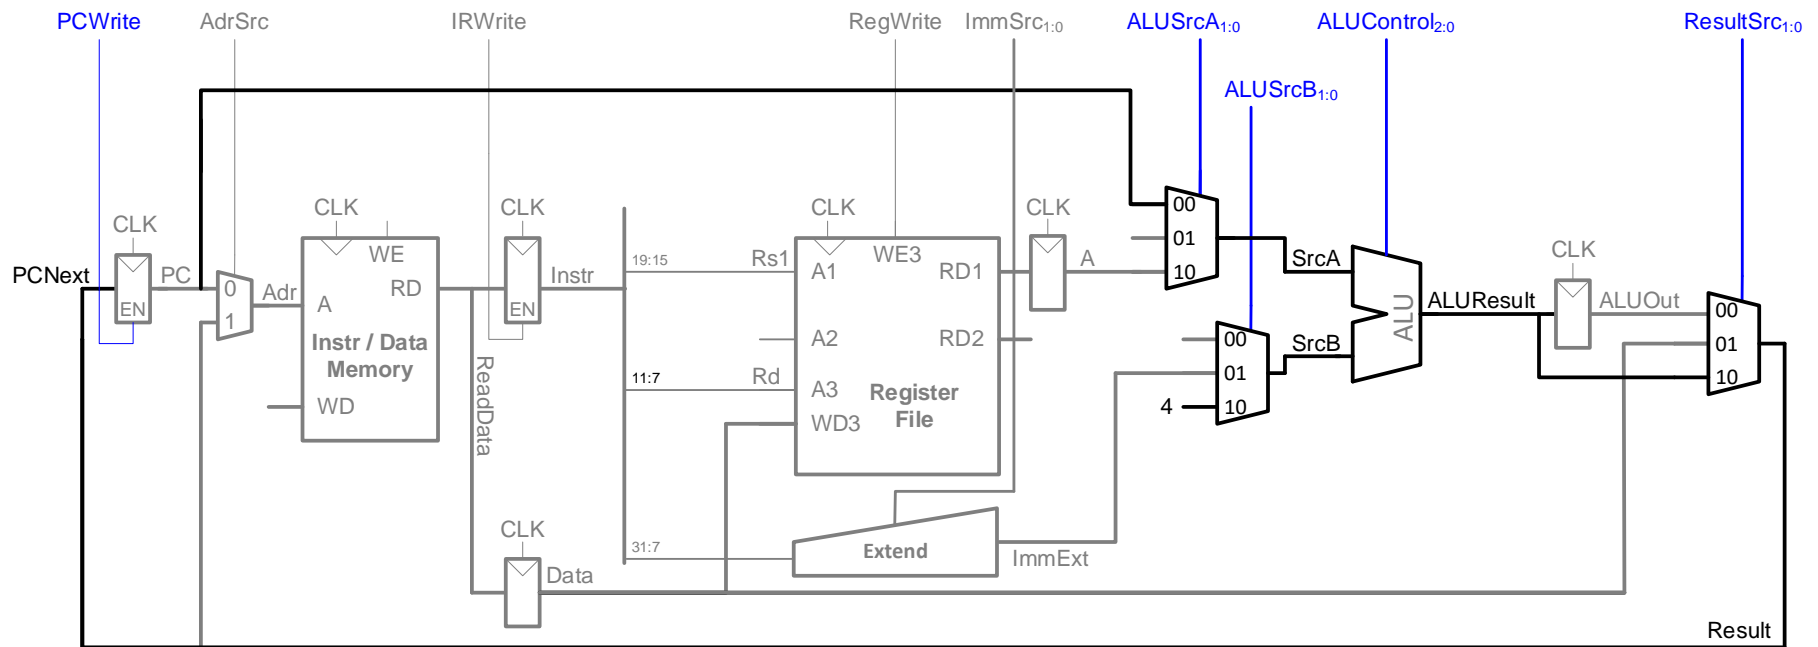 PCWrite AdrSrc IRWrite RegWrite ImmSrc1:0 ALUSrcA1:0 ALUControl2:0 ResultSrc1:0
ALUSrcB1:0
CLK CLK CLK CLK CLK 00
PCNext PC 0 Adr WE RD Instr 19:15 Rs1 A1 WE3 RD1 A 01 SrcA CLK
EN 1 A EN 10 ALUResult ALUOut 00
Instr / Data A2 RD2 00 SrcB ALU 01
Memory ReadData 11:7 Rd A3 Register 01 10
WD WD3 File 4 10
CLK 31:7 Extend ImmExt
Data
Result